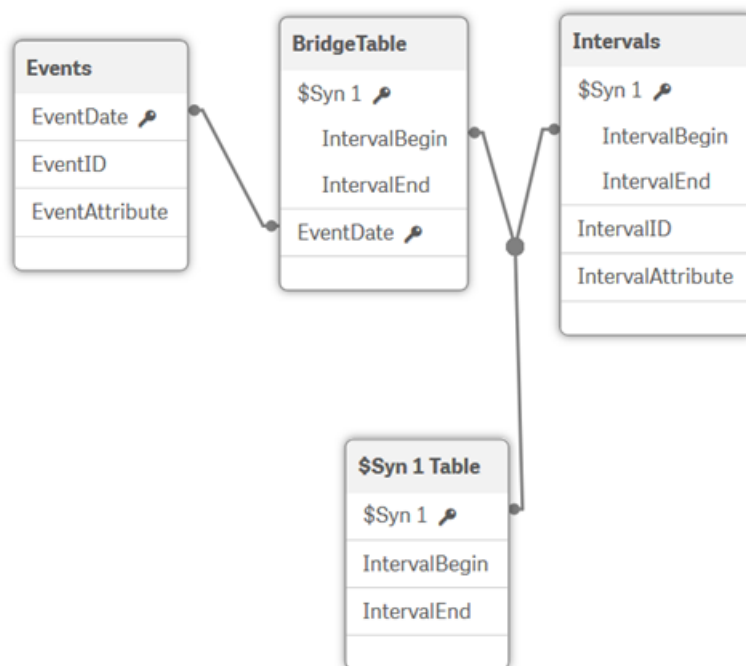 Events
EventDate
EventID
EventAttribute
BridgeTable
$Syn 1
IntervalBegin
IntervalEnd
EventDate
Intervals
$Syn 1
IntervalBegin
IntervalEnd
IntervalID
IntervalAttribute
$Syn 1 Table
$Syn 1
IntervalBegin
IntervalEnd